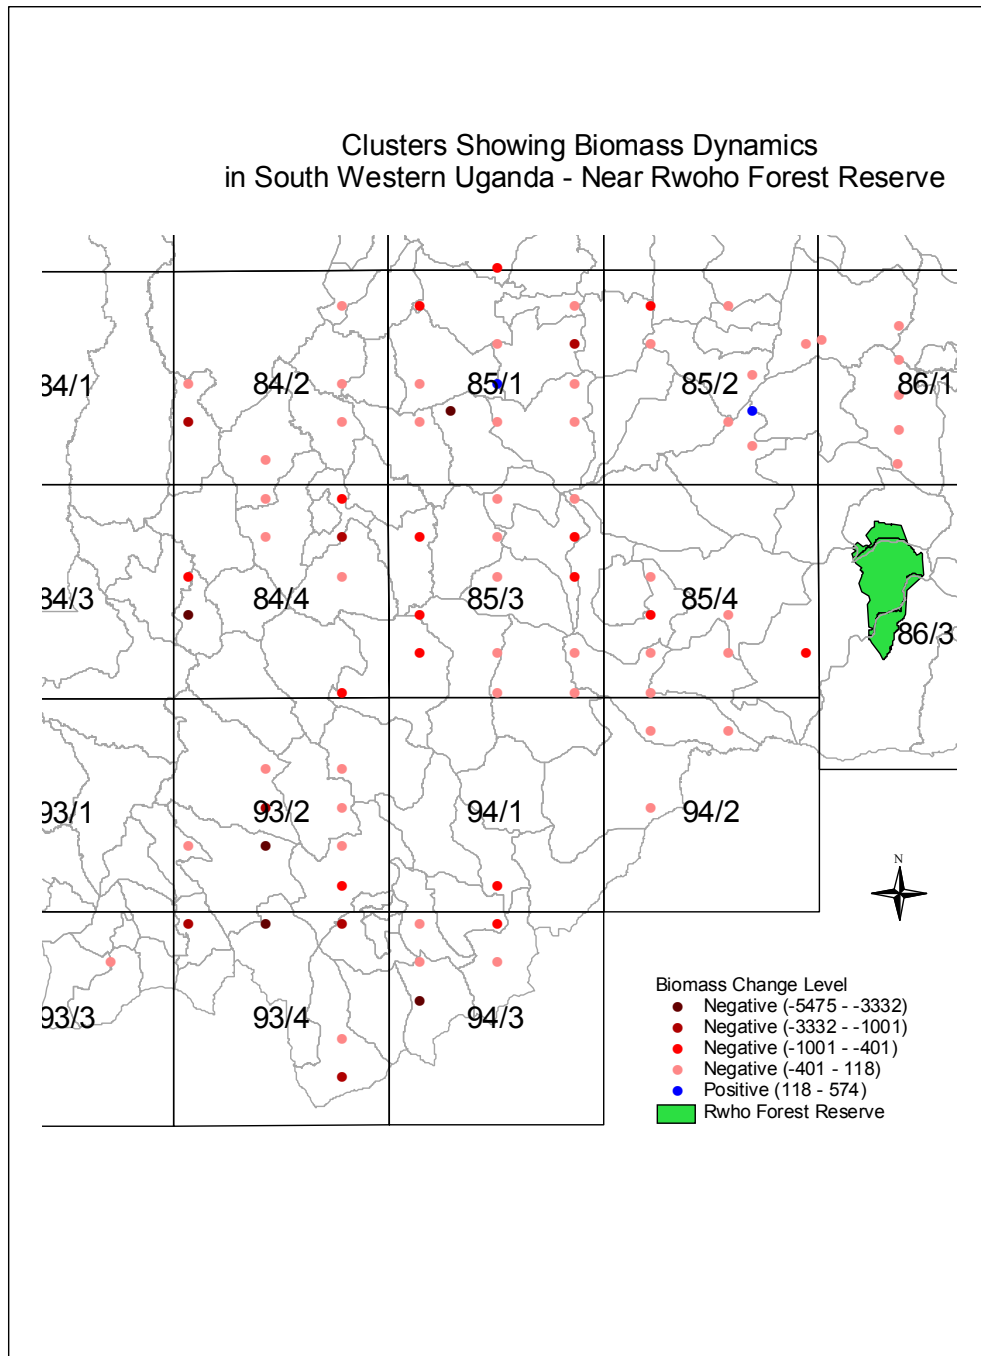 Clusters Showing Biomass Dynamics
in South Western Uganda - Near Rwoho Forest Reserve
84/1
84/2
85/1
85/2
86/1
84/3
84/4
85/3
85/4
86/3
93/1
93/2
94/1
94/2
N
93/3
93/4
94/3
Biomass Change Level
Negative (-5475 - -3332)
Negative (-3332 - -1001)
Negative (-1001 - -401)
Negative (-401 - 118)
Positive (118 - 574)
Rwho Forest Reserve